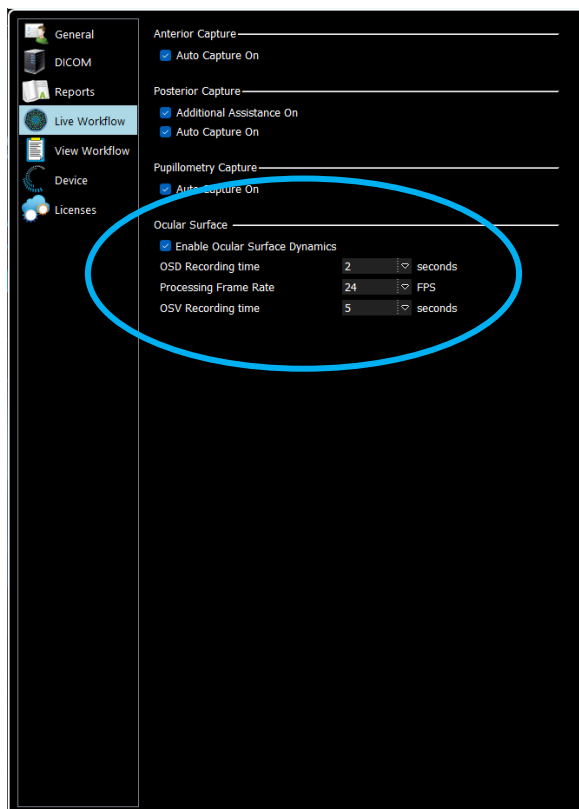 General
DICOM
Reports
Live Workflow
View Workflow
Device
Licenses
Anterior Capture
Auto Capture On
Posterior Capture
Additional Assistance On
Auto Capture On
Pupillometry Capture
Auto Capture On
Ocular Surface
Enable Ocular Surface Dynamics
OSD Recording time 2 seconds
Processing Frame Rate 24 FPS
OSV Recording time 5 seconds